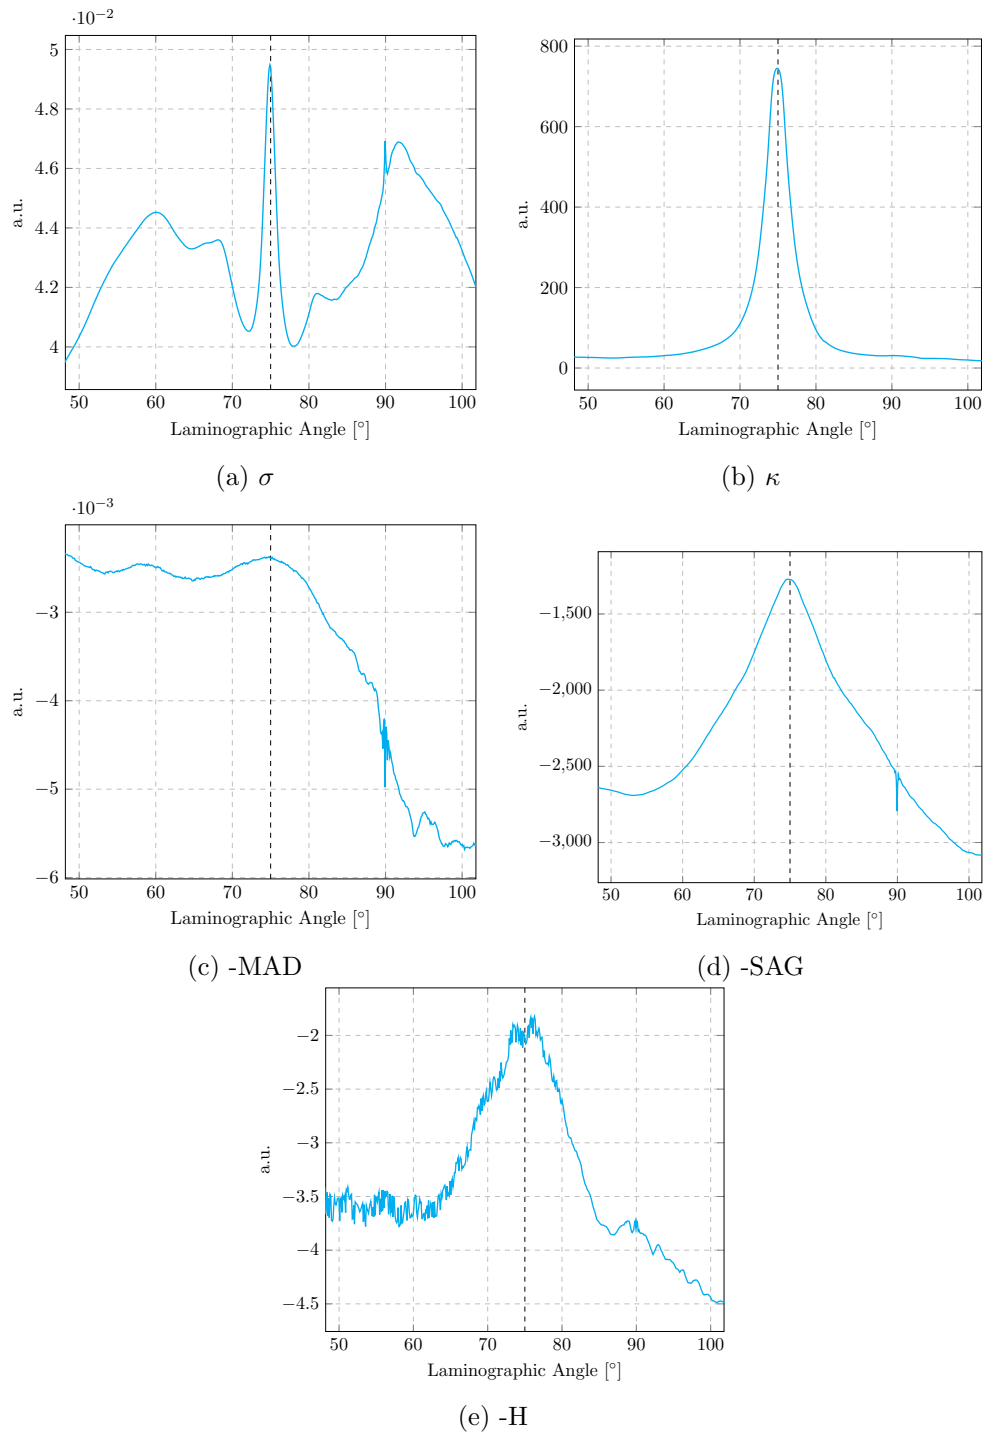 ·10⁻²
5
4.8
4.6
4.4
4.2
4
a.u.
50 60 70 80 90 100
Laminographic Angle [°]
(a) σ
800
600
400
200
0
a.u.
50 60 70 80 90 100
Laminographic Angle [°]
(b) κ
·10⁻³
−3
−4
−5
−6
a.u.
50 60 70 80 90 100
Laminographic Angle [°]
(c) -MAD
−1,500
−2,000
−2,500
−3,000
a.u.
50 60 70 80 90 100
Laminographic Angle [°]
(d) -SAG
−2
−2.5
−3
−3.5
−4
−4.5
a.u.
50 60 70 80 90 100
Laminographic Angle [°]
(e) -H